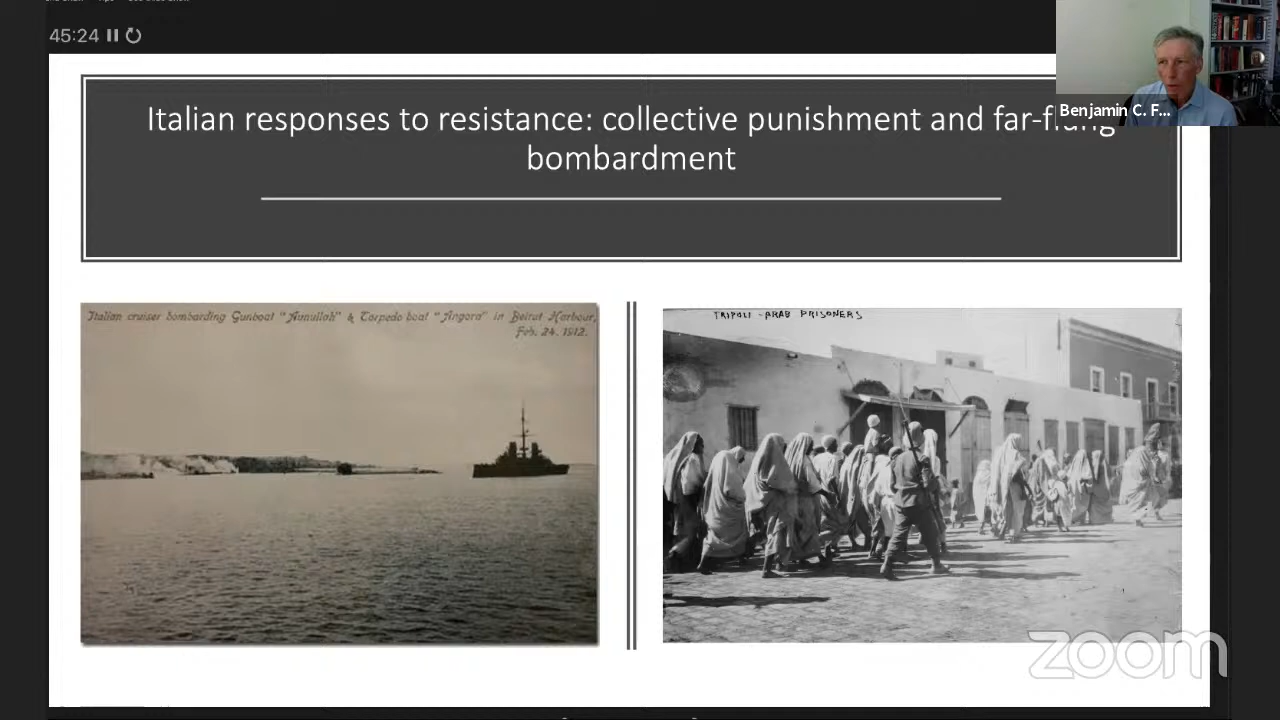 45:24
Benjamin C. F...
Italian responses to resistance: collective punishment and far-flung
bombardment
Italian cruiser bombarding Gunboat "Aunullah" & Torpedo boat "Angora" in Beirut Harbour,
Feb. 24. 1912.
TRIPOLI - ARAB PRISONERS
zoom